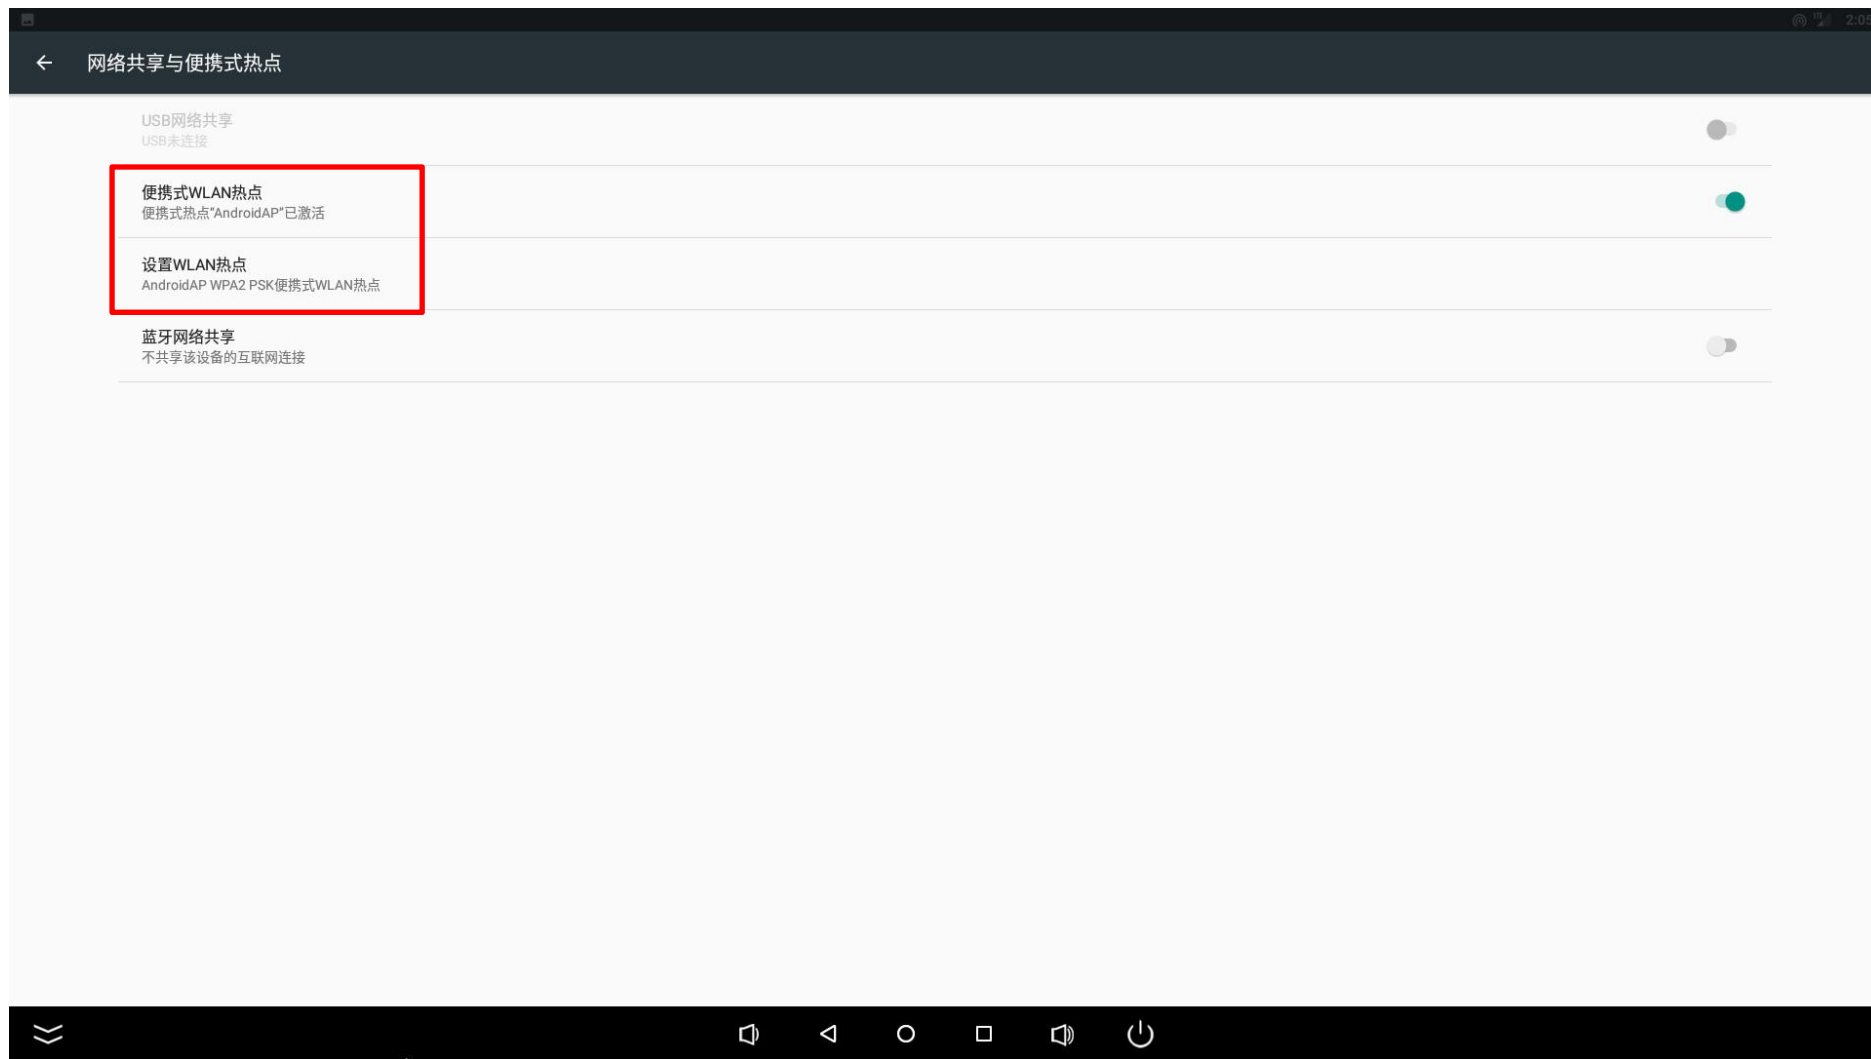 2:05
网络共享与便携式热点
USB网络共享
USB未连接
便携式WLAN热点
便携式热点"AndroidAP"已激活
设置WLAN热点
AndroidAP WPA2 PSK便携式WLAN热点
蓝牙网络共享
不共享该设备的互联网连接